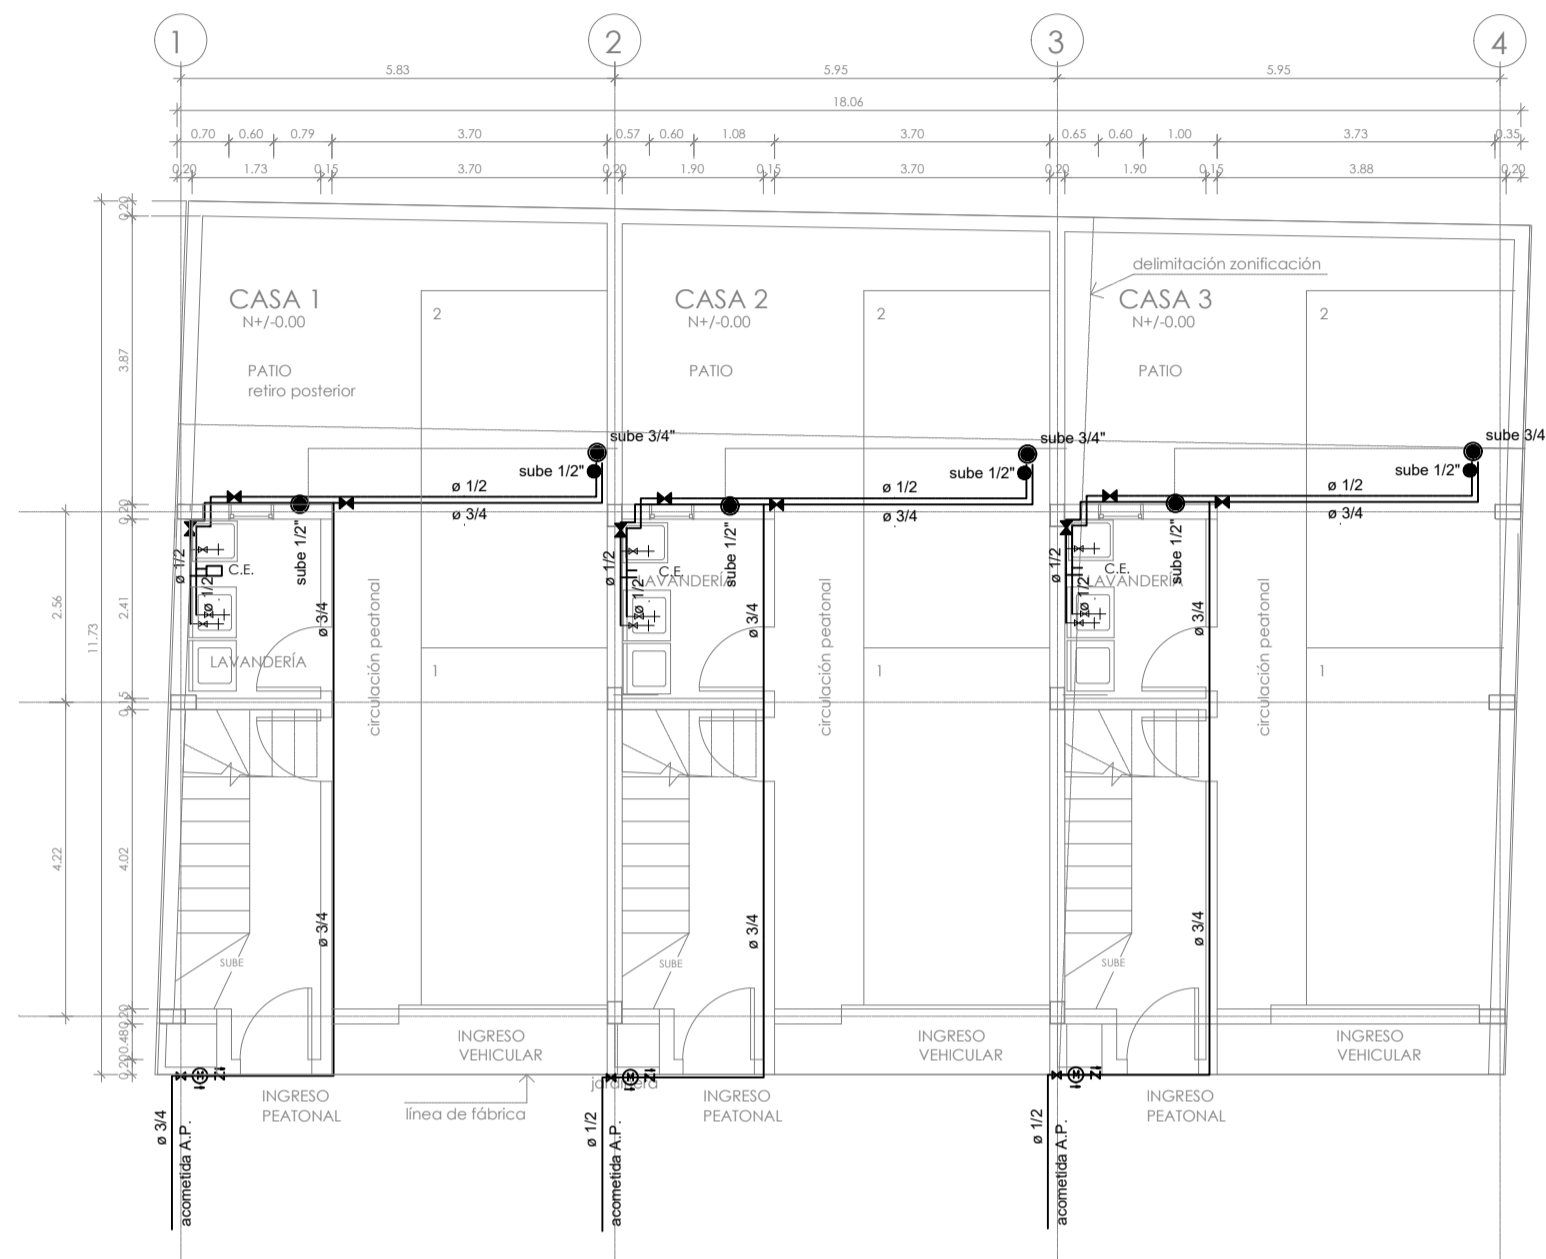 1
2
3
4
5.83
5.95
5.95
18.06
0.70
0.60
0.79
3.70
0.57
0.60
1.08
3.70
0.65
0.60
1.00
3.73
0.35
0.20
1.73
0.15
3.70
0.20
1.90
0.15
3.70
0.20
1.90
0.15
3.88
0.20
0.20
3.87
0.20
2.41
0.15
4.02
0.20
0.48
0.20
2.56
4.22
11.73
CASA 1
N+/-0.00
PATIO
retiro posterior
2
sube 3/4"
sube 1/2"
ø 1/2
ø 3/4
sube 1/2"
ø 1/2
ø 1/2
C.E.
LAVANDERÍA
ø 3/4
circulación peatonal
1
ø 3/4
SUBE
INGRESO
VEHICULAR
INGRESO
PEATONAL
línea de fábrica
ø 3/4
acometida A.P.
CASA 2
N+/-0.00
PATIO
2
sube 3/4"
sube 1/2"
ø 1/2
ø 3/4
sube 1/2"
ø 1/2
ø 1/2
C.E.
LAVANDERÍA
ø 3/4
circulación peatonal
1
ø 3/4
SUBE
INGRESO
VEHICULAR
jardinera
INGRESO
PEATONAL
ø 1/2
acometida A.P.
delimitación zonificación
CASA 3
N+/-0.00
PATIO
2
sube 3/4
sube 1/2"
ø 1/2
ø 3/4
sube 1/2"
ø 1/2
ø 1/2
C.E.
LAVANDERÍA
ø 3/4
circulación peatonal
1
ø 3/4
SUBE
INGRESO
VEHICULAR
INGRESO
PEATONAL
ø 1/2
acometida A.P.